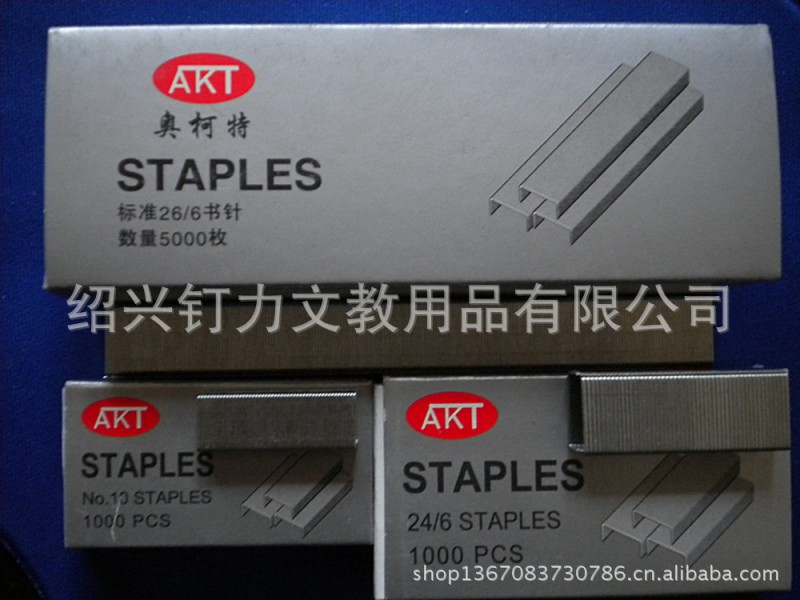 AKT
奥柯特
STAPLES
标准26/6书针
数量5000枚
绍兴钉力文教用品有限公司
AKT
STAPLES
No.10 STAPLES
1000 PCS
AKT
STAPLES
24/6 STAPLES
1000 PCS
shop1367083730786.cn.alibaba.com